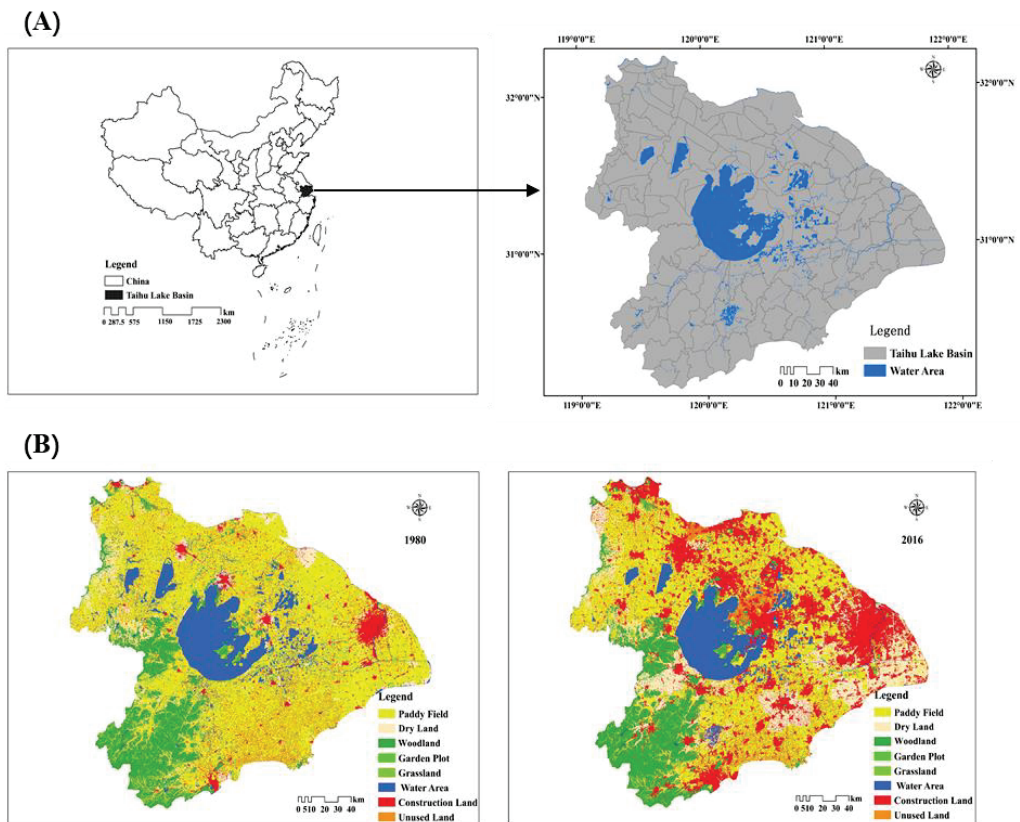 (A)
Legend
China
Taihu Lake Basin
km
0 287.5 575 1150 1725 2300
119°0'0"E 120°0'0"E 121°0'0"E 122°0'0"E
32°0'0"N 32°0'0"N
31°0'0"N 31°0'0"N
Legend
Taihu Lake Basin
Water Area
km
0 10 20 30 40
119°0'0"E 120°0'0"E 121°0'0"E 122°0'0"E
(B)
1980
Legend
Paddy Field
Dry Land
Woodland
Garden Plot
Grassland
Water Area
Construction Land
Unused Land
km
0 510 20 30 40
2016
Legend
Paddy Field
Dry Land
Woodland
Garden Plot
Grassland
Water Area
Construction Land
Unused Land
km
0 510 20 30 40